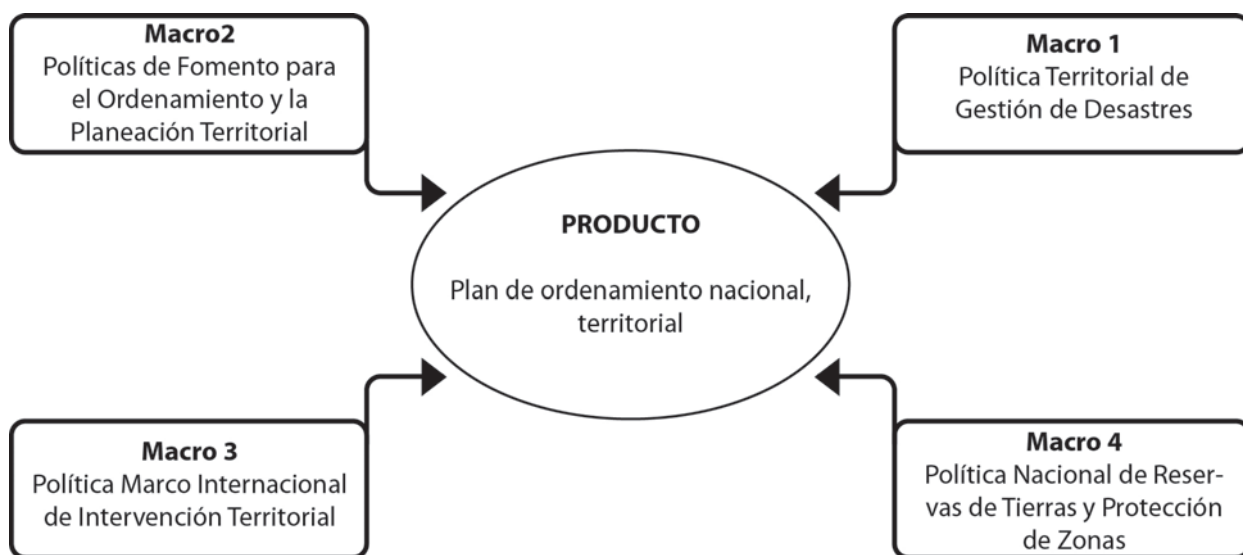 Macro2
Políticas de Fomento para
el Ordenamiento y la
Planeación Territorial
Macro 1
Política Territorial de
Gestión de Desastres
PRODUCTO
Plan de ordenamiento nacional,
territorial
Macro 3
Política Marco Internacional
de Intervención Territorial
Macro 4
Política Nacional de Reser-
vas de Tierras y Protección
de Zonas